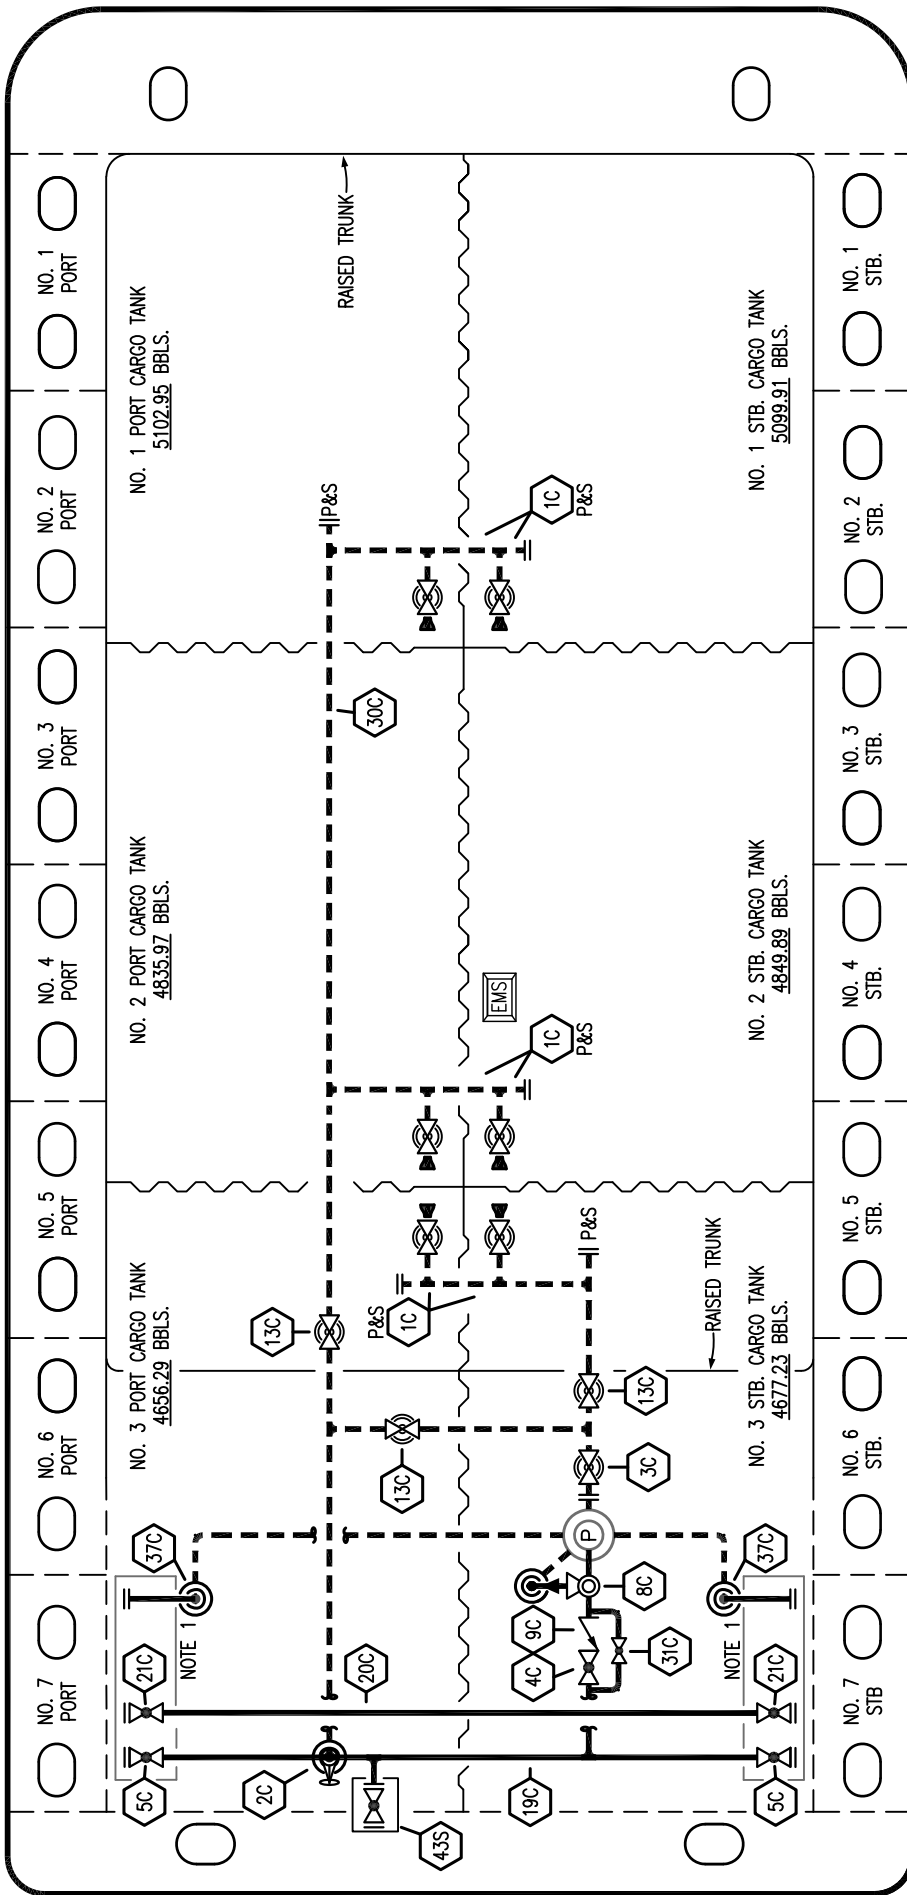 NO. 1
PORT
NO. 2
PORT
NO. 3
PORT
NO. 4
PORT
NO. 5
PORT
NO. 6
PORT
NO. 7
PORT
NO. 1 PORT CARGO TANK
5102.95 BBLS.
NO. 2 PORT CARGO TANK
4835.97 BBLS.
NO. 3 PORT CARGO TANK
4656.29 BBLS.
RAISED TRUNK
P&S
30C
1C
P&S
EMS
1C
P&S
13C
P&S
1C
P&S
13C
13C
3C
P
37C
NOTE 1
21C
5C
20C
2C
43S
19C
9C
4C
8C
31C
37C
NOTE 1
21C
5C
RAISED TRUNK
NO. 1 STB. CARGO TANK
5099.91 BBLS.
NO. 2 STB. CARGO TANK
4849.89 BBLS.
NO. 3 STB. CARGO TANK
4677.23 BBLS.
NO. 1
STB.
NO. 2
STB.
NO. 3
STB.
NO. 4
STB.
NO. 5
STB.
NO. 6
STB.
NO. 7
STB